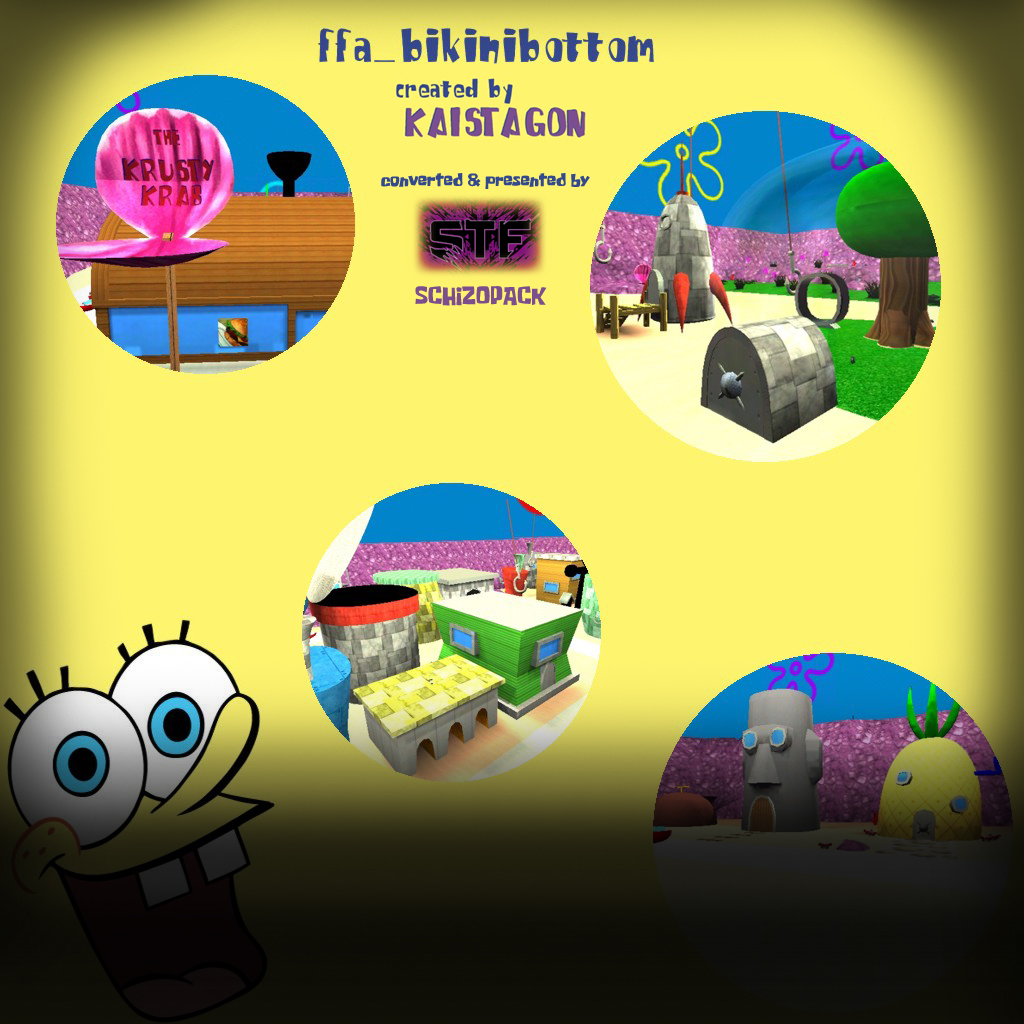 ffa_bikinibottom
created by
KAISTAGON
converted & presented by
STF
SCHIZOPACK
THE
KRUSTY
KRAB